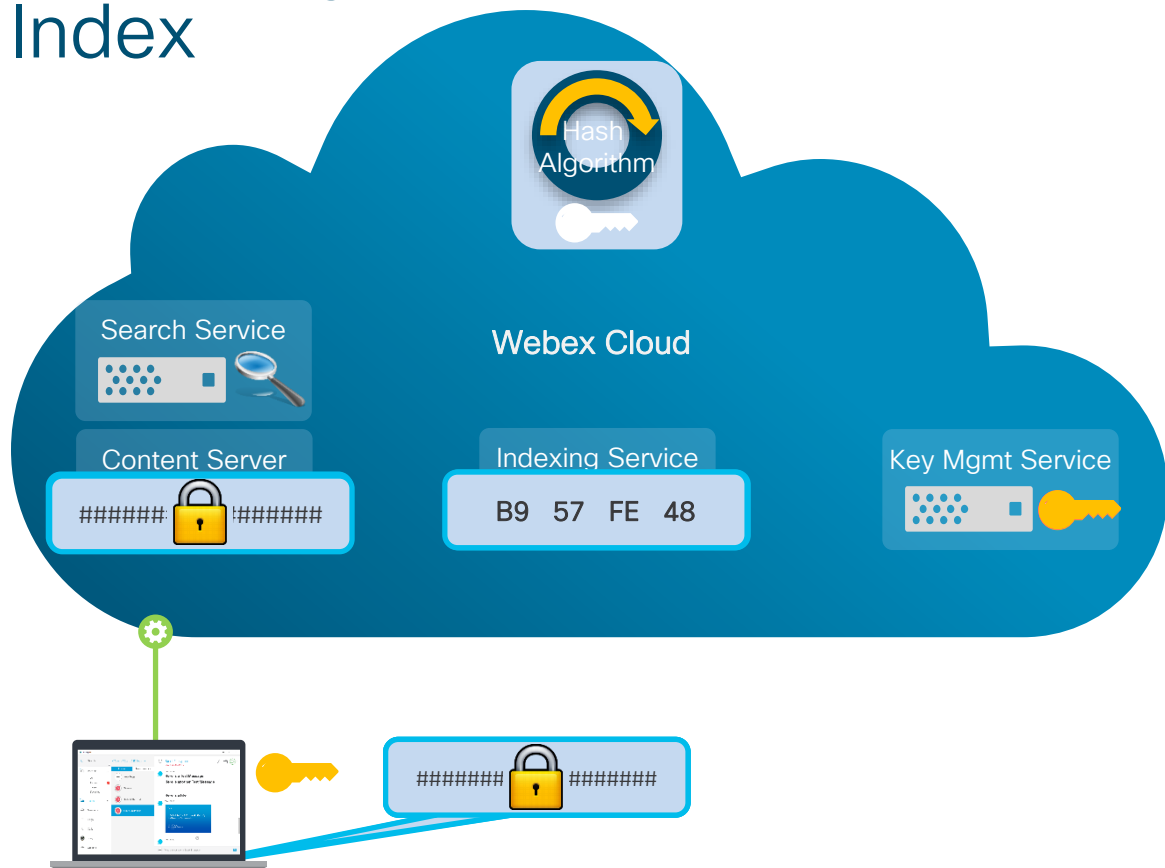 Index
Hash
Algorithm
Search Service
Webex Cloud
Content Server
Indexing Service
Key Mgmt Service
####### #######
B9 57 FE 48
####### #######